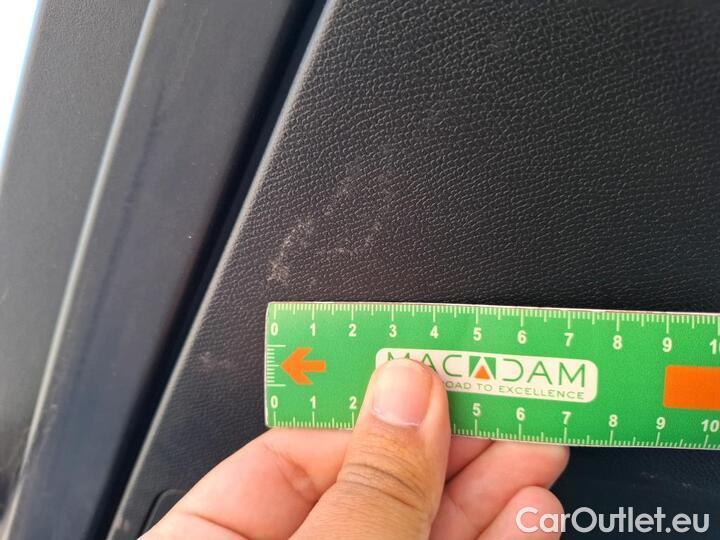 0 1 2 3 4 5 6 7 8 9 10
MACADAM
ROAD TO EXCELLENCE
0 1 2 5 6 7 8 9 10
CarOutlet.eu